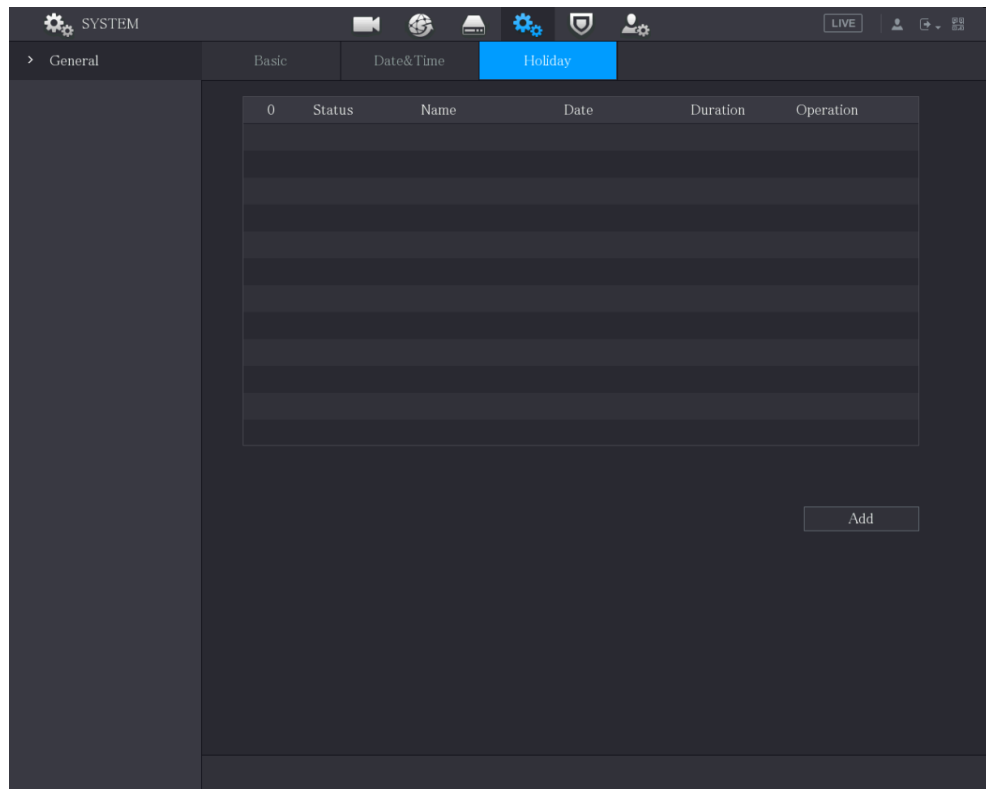 SYSTEM LIVE
General Basic Date&Time Holiday
0 Status Name Date Duration Operation
Add